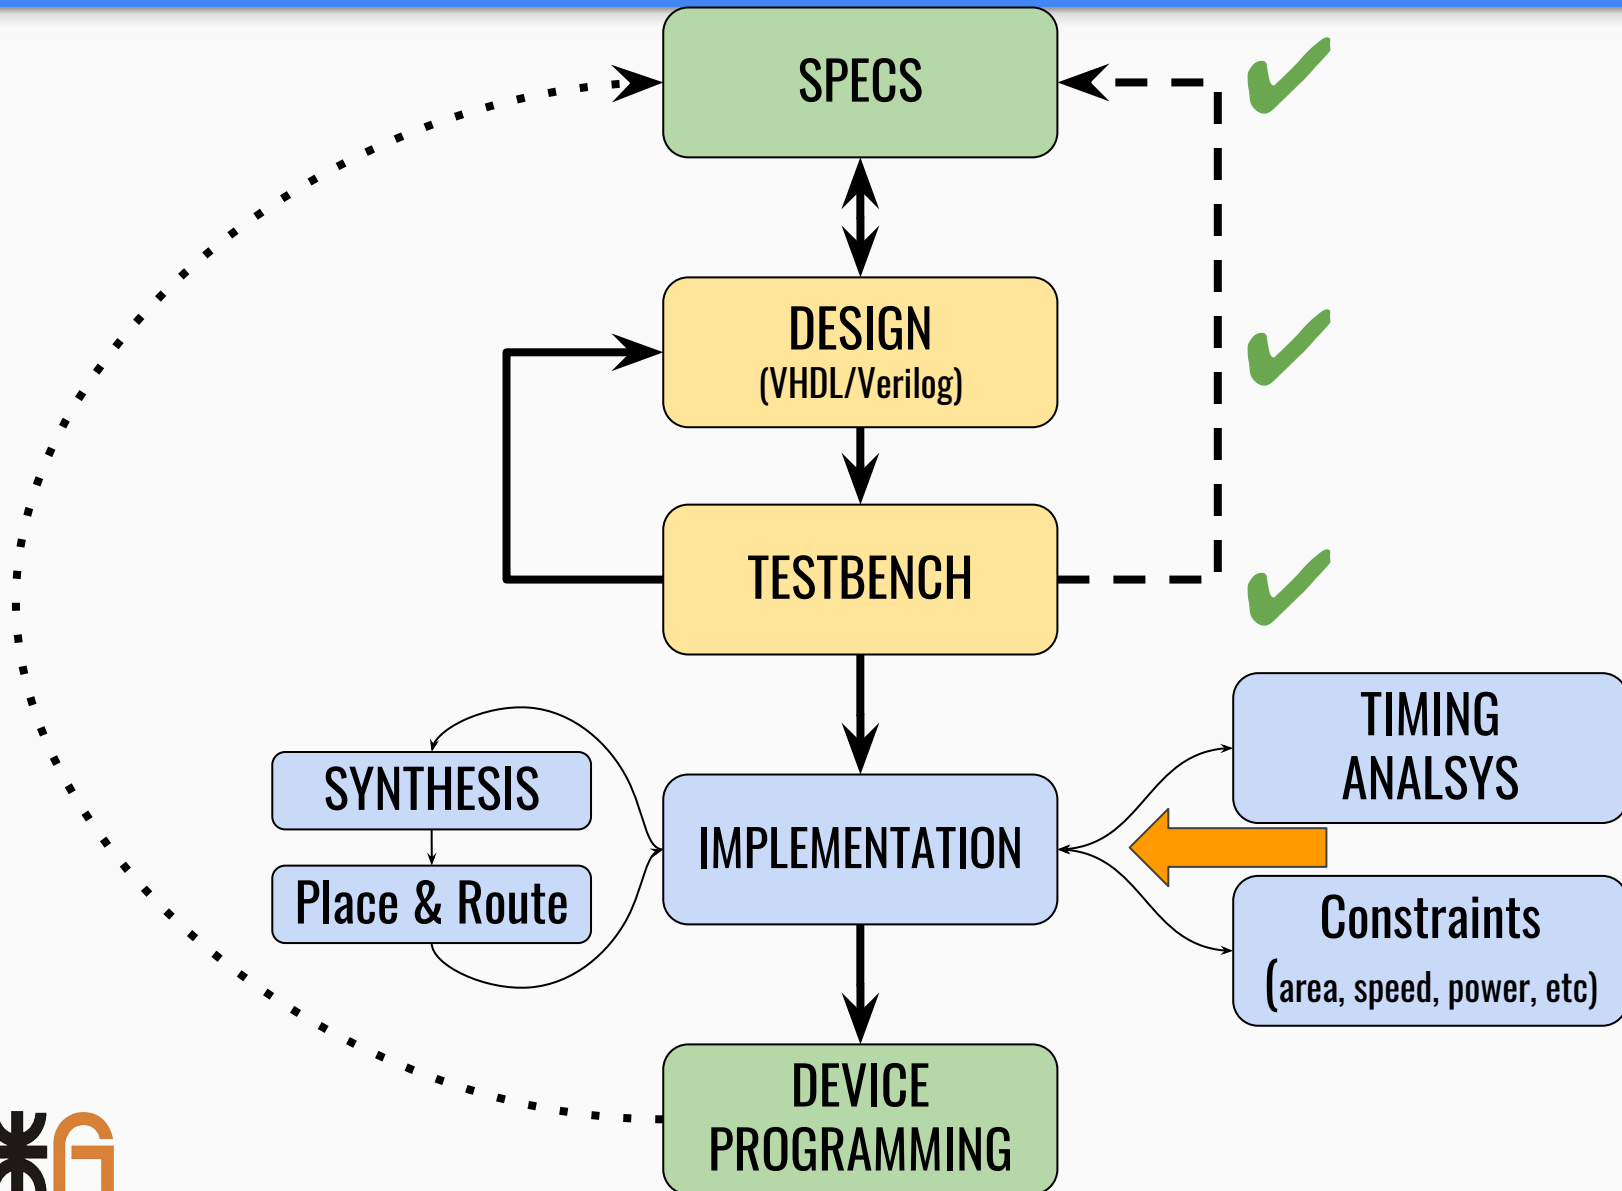 SPECS
DESIGN
(VHDL/Verilog)
TESTBENCH
TIMING
ANALSYS
SYNTHESIS
Place & Route
IMPLEMENTATION
Constraints
(area, speed, power, etc)
DEVICE
PROGRAMMING